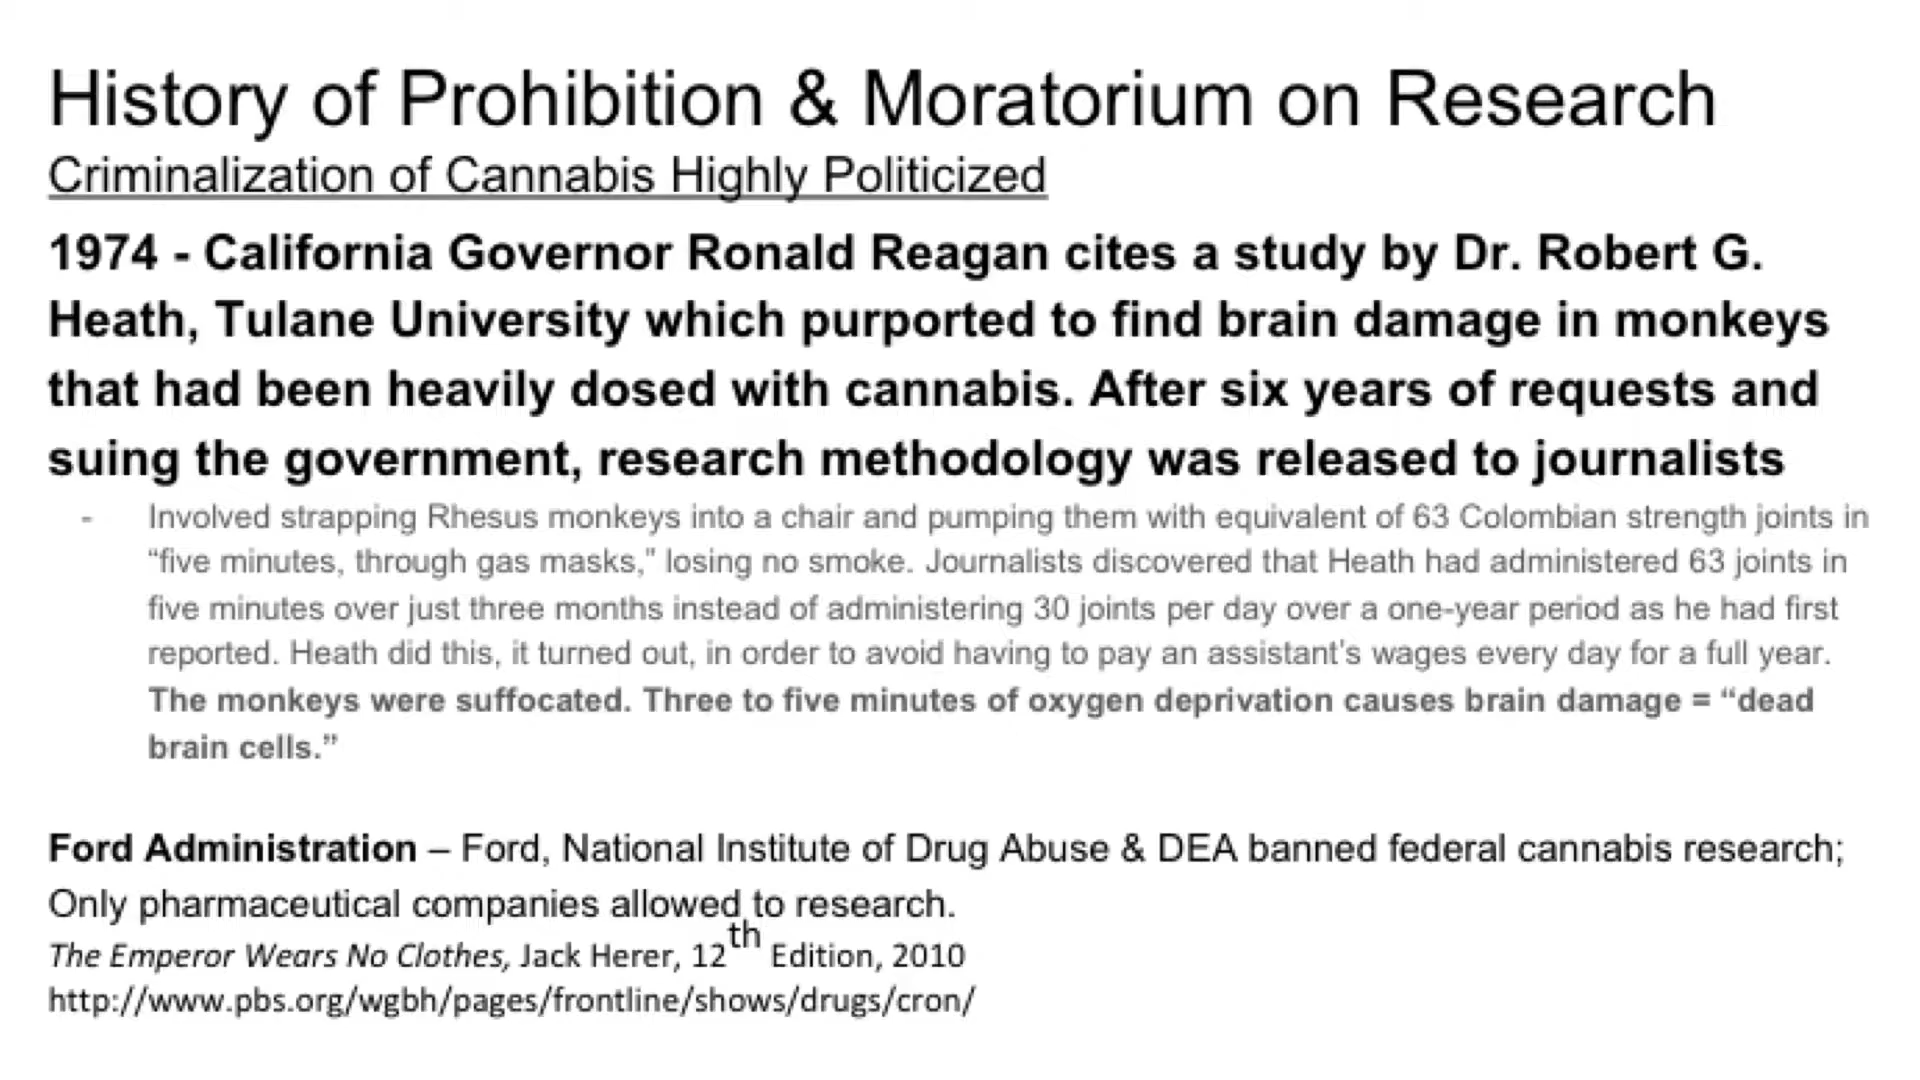 History of Prohibition & Moratorium on Research
Criminalization of Cannabis Highly Politicized
1974 - California Governor Ronald Reagan cites a study by Dr. Robert G.
Heath, Tulane University which purported to find brain damage in monkeys
that had been heavily dosed with cannabis. After six years of requests and
suing the government, research methodology was released to journalists
- Involved strapping Rhesus monkeys into a chair and pumping them with equivalent of 63 Colombian strength joints in
“five minutes, through gas masks,” losing no smoke. Journalists discovered that Heath had administered 63 joints in
five minutes over just three months instead of administering 30 joints per day over a one-year period as he had first
reported. Heath did this, it turned out, in order to avoid having to pay an assistant’s wages every day for a full year.
The monkeys were suffocated. Three to five minutes of oxygen deprivation causes brain damage = “dead
brain cells.”
Ford Administration – Ford, National Institute of Drug Abuse & DEA banned federal cannabis research;
Only pharmaceutical companies allowed to research.
The Emperor Wears No Clothes, Jack Herer, 12th Edition, 2010
http://www.pbs.org/wgbh/pages/frontline/shows/drugs/cron/